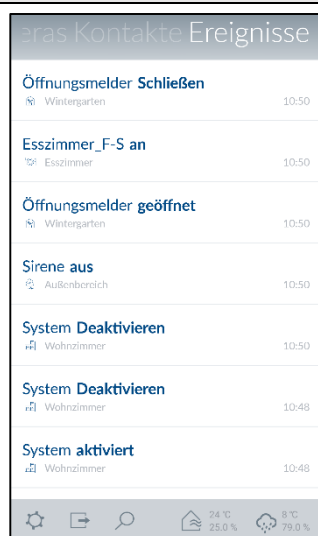 eras Kontakte Ereignisse
Öffnungsmelder Schließen
Wintergarten 10:50
Esszimmer_F-S an
Esszimmer 10:50
Öffnungsmelder geöffnet
Wintergarten 10:50
Sirene aus
Außenbereich 10:50
System Deaktivieren
Wohnzimmer 10:50
System Deaktivieren
Wohnzimmer 10:48
System aktiviert
Wohnzimmer 10:48
24 °C 8 °C
25.0 % 79.0 %